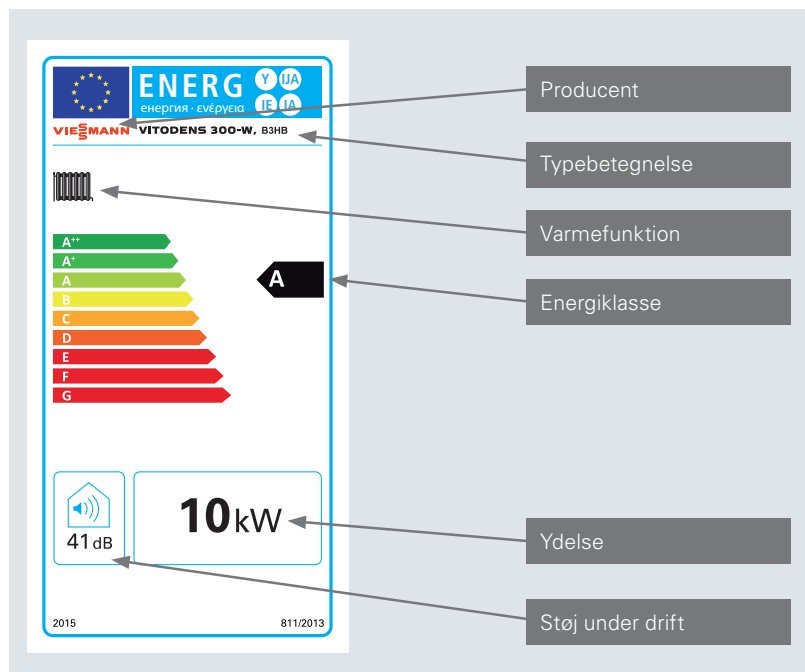 ENERG Y IJA
енергия · ενέργεια IE IA
VIESSMANN VITODENS 300-W, B3HB
A++
A+
A
B
C
D
E
F
G
A
41 dB
10 kW
2015 811/2013
Producent
Typebetegnelse
Varmefunktion
Energiklasse
Ydelse
Støj under drift